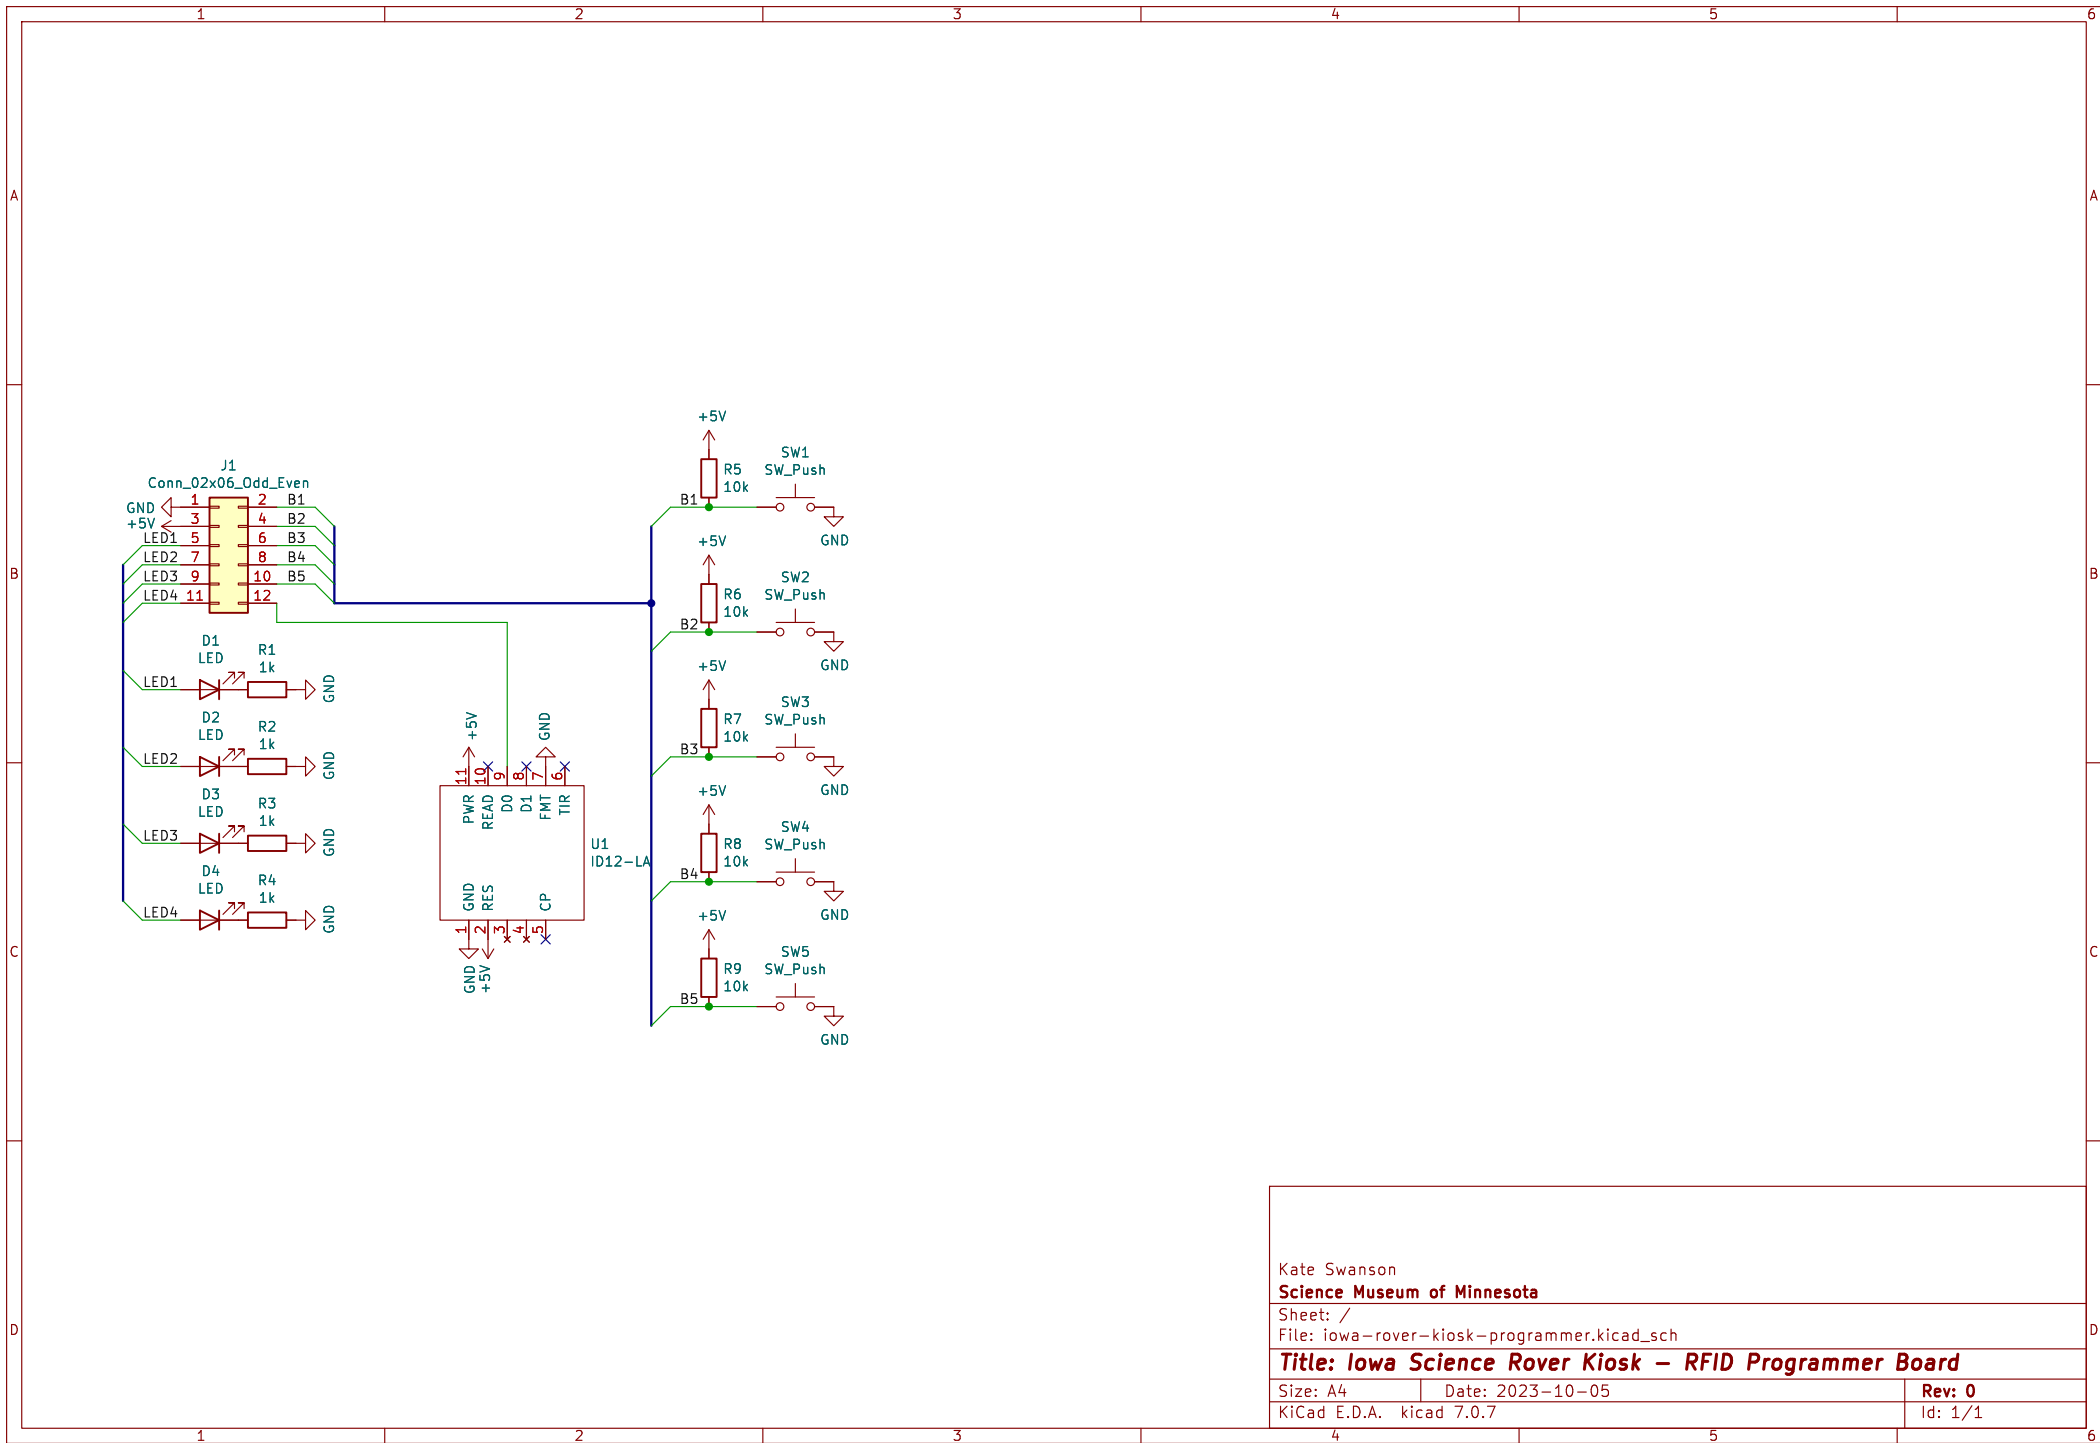 1 2 3 4 5 6
A A
B B
C C
D D
J1
Conn_02x06_Odd_Even
GND 1 2 B1
+5V 3 4 B2
LED1 5 6 B3
LED2 7 8 B4
LED3 9 10 B5
LED4 11 12
D1
LED
R1
1k
LED1
GND
D2
LED
R2
1k
LED2
GND
D3
LED
R3
1k
LED3
GND
D4
LED
R4
1k
LED4
GND
+5V
GND
11 10 9 8 7 6
PWR READ D0 D1 FMT TIR
U1
ID12-LA
GND RES CP
1 2 3 4 5
GND
+5V
+5V
R5
10k
B1
SW1
SW_Push
GND
+5V
R6
10k
B2
SW2
SW_Push
GND
+5V
R7
10k
B3
SW3
SW_Push
GND
+5V
R8
10k
B4
SW4
SW_Push
GND
+5V
R9
10k
B5
SW5
SW_Push
GND
Kate Swanson
Science Museum of Minnesota
Sheet: /
File: iowa-rover-kiosk-programmer.kicad_sch
Title: Iowa Science Rover Kiosk - RFID Programmer Board
Size: A4 Date: 2023-10-05 Rev: 0
KiCad E.D.A. kicad 7.0.7 Id: 1/1
1 2 3 4 5 6